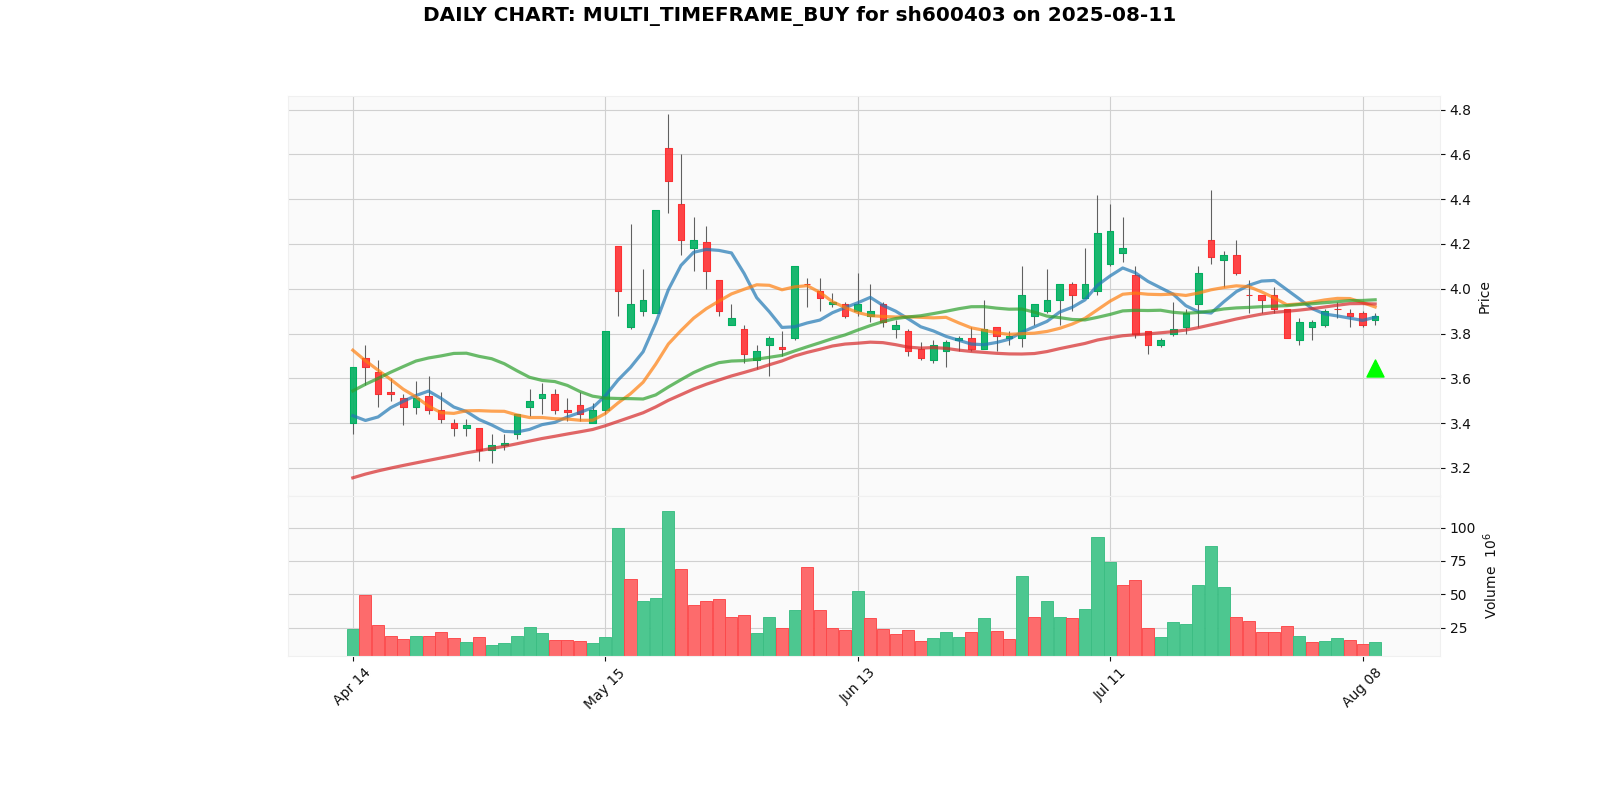 DAILY CHART: MULTI_TIMEFRAME_BUY for sh600403 on 2025-08-11
4.8
4.6
4.4
4.2
4.0
3.8
3.6
3.4
3.2
Price
100
75
50
25
Volume 10⁶
Apr 14
May 15
Jun 13
Jul 11
Aug 08